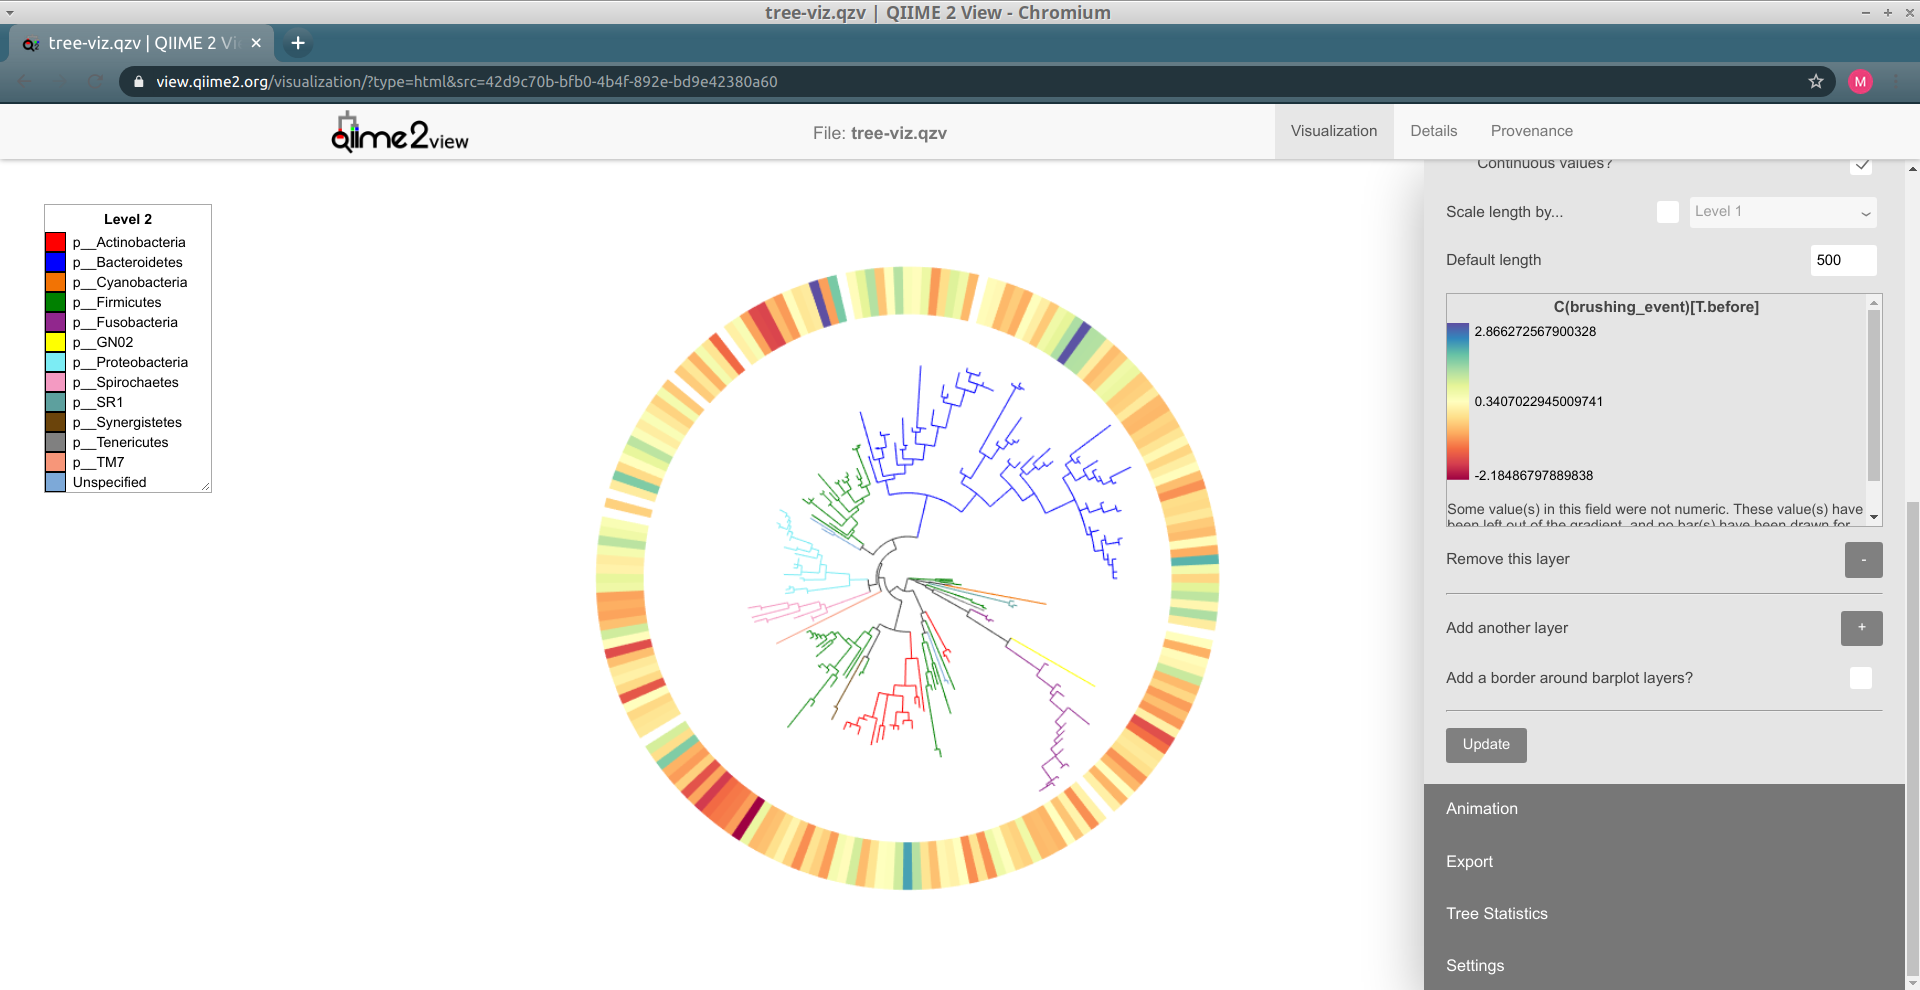 tree-viz.qzv | QIIME 2 View - Chromium
tree-viz.qzv | QIIME 2 Vi
view.qiime2.org/visualization/?type=html&src=42d9c70b-bfb0-4b4f-892e-bd9e42380a60
M
qiime2view
File: tree-viz.qzv
Visualization
Details
Provenance
Level 2
p__Actinobacteria
p__Bacteroidetes
p__Cyanobacteria
p__Firmicutes
p__Fusobacteria
p__GN02
p__Proteobacteria
p__Spirochaetes
p__SR1
p__Synergistetes
p__Tenericutes
p__TM7
Unspecified
Continuous values?
Scale length by...
Level 1
Default length
500
C(brushing_event)[T.before]
2.866272567900328
0.3407022945009741
-2.18486797889838
Some value(s) in this field were not numeric. These value(s) have
been left out of the gradient, and no bar(s) have been drawn for
Remove this layer
-
Add another layer
+
Add a border around barplot layers?
Update
Animation
Export
Tree Statistics
Settings